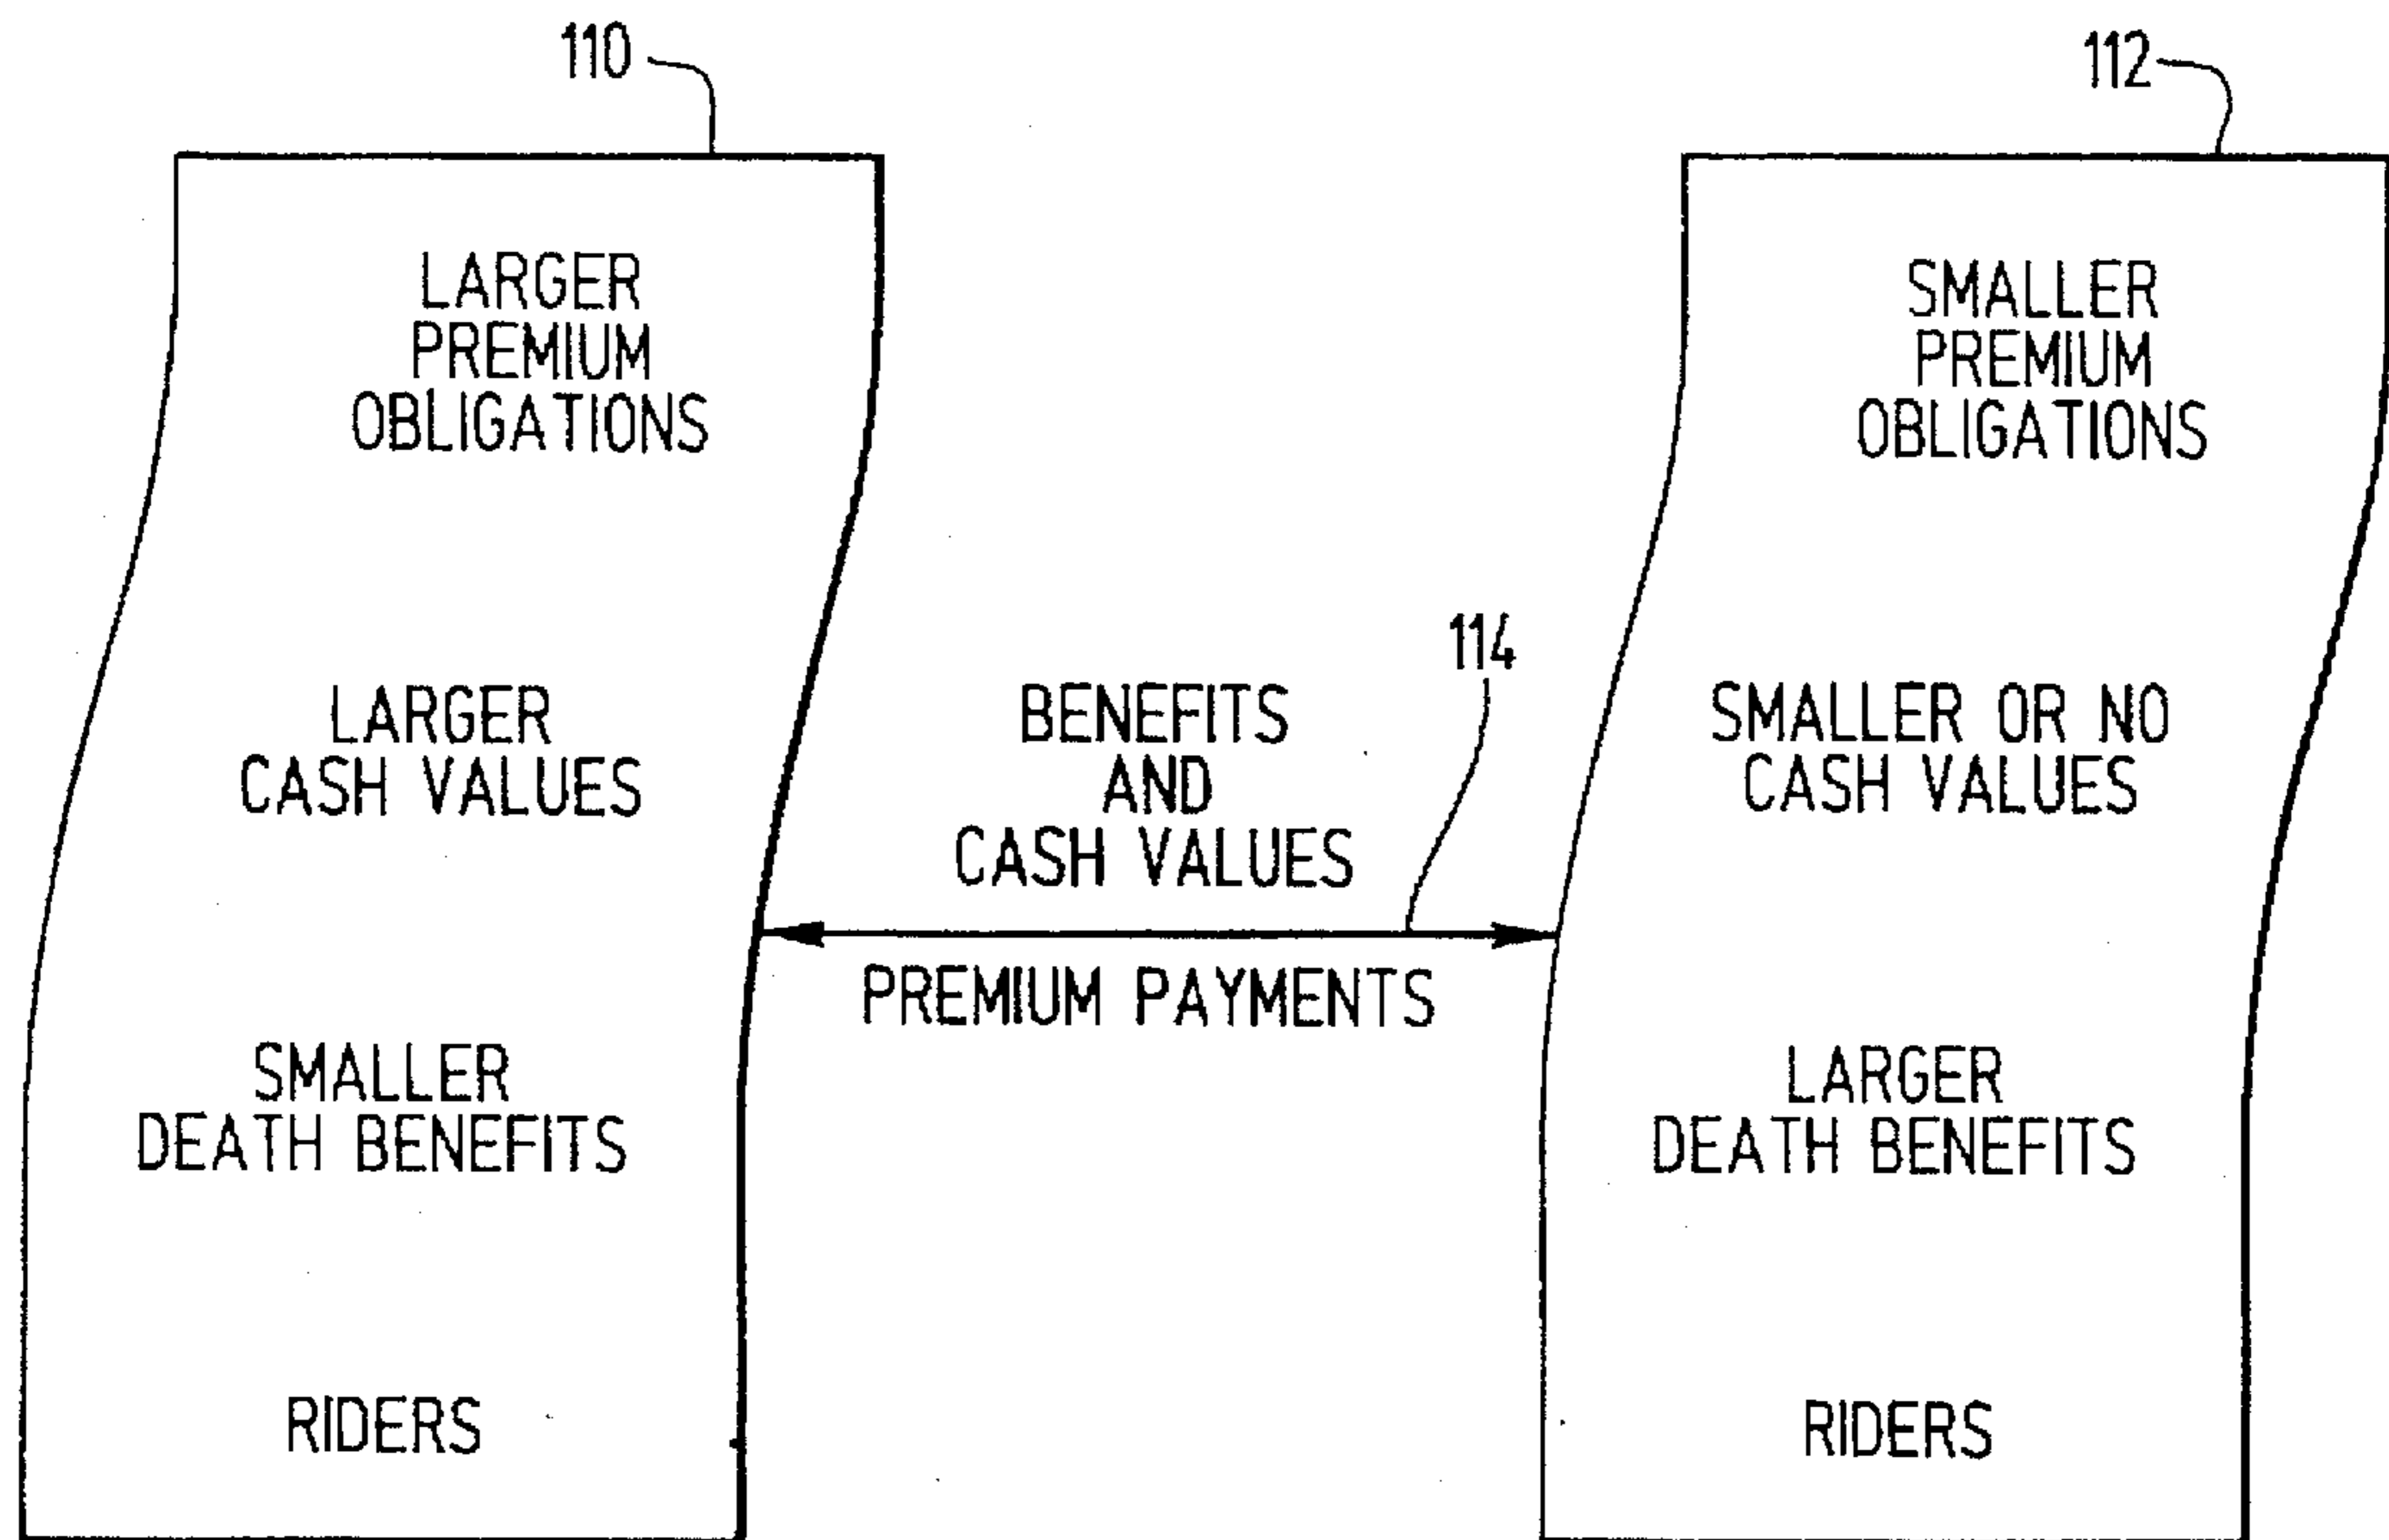 110
112
LARGER
PREMIUM
OBLIGATIONS
LARGER
CASH VALUES
SMALLER
DEATH BENEFITS
RIDERS
114
BENEFITS
AND
CASH VALUES
PREMIUM PAYMENTS
SMALLER
PREMIUM
OBLIGATIONS
SMALLER OR NO
CASH VALUES
LARGER
DEATH BENEFITS
RIDERS